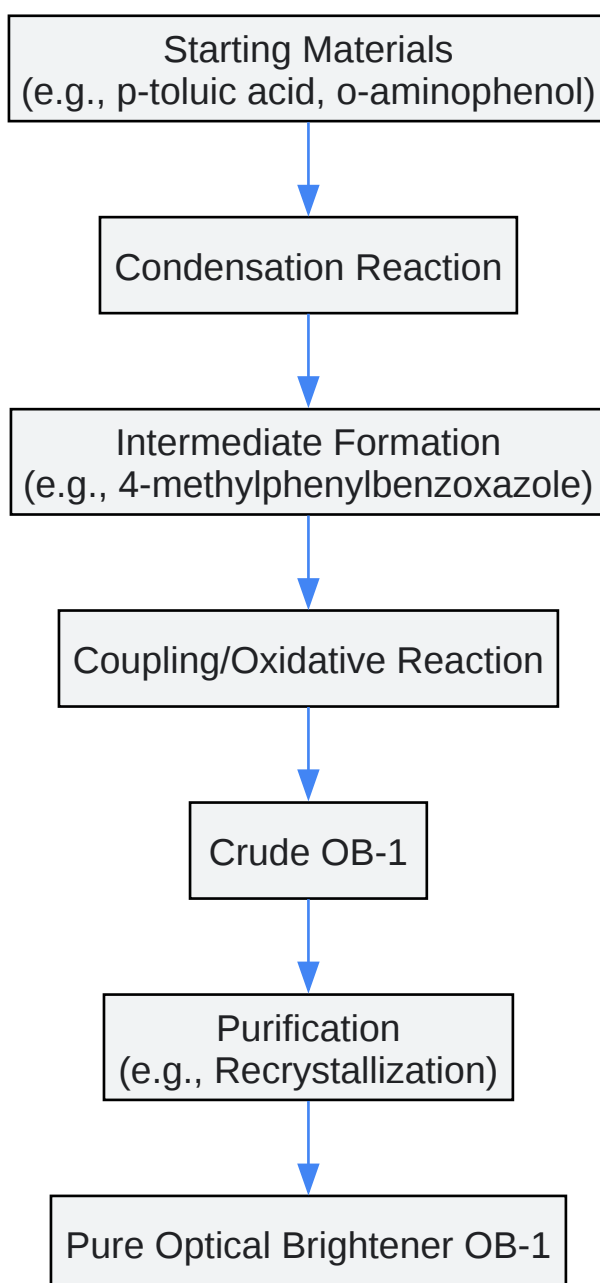 Starting Materials
(e.g., p-toluic acid, o-aminophenol)
Condensation Reaction
Intermediate Formation
(e.g., 4-methylphenylbenzoxazole)
Coupling/Oxidative Reaction
Crude OB-1
Purification
(e.g., Recrystallization)
Pure Optical Brightener OB-1